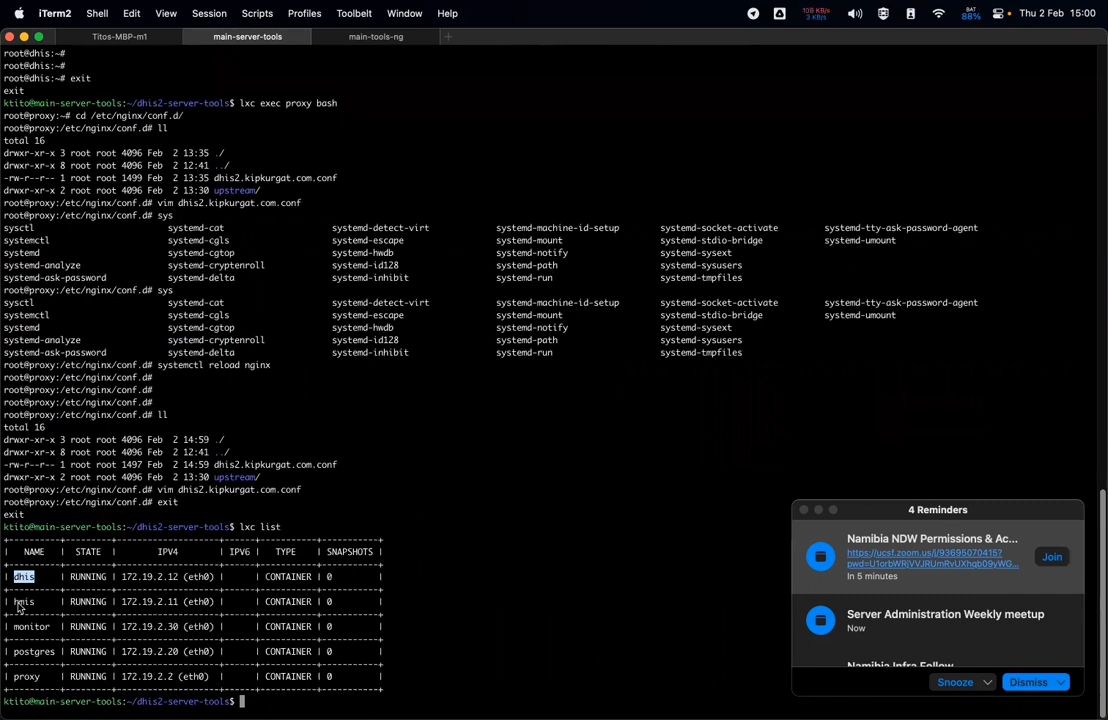 iTerm2 Shell Edit View Session Scripts Profiles Toolbelt Window Help 108 KB/s 3 KB/s BAT 88% Thu 2 Feb 15:00
Titos-MBP-m1 main-server-tools main-tools-ng +
root@dhis:~#
root@dhis:~#
root@dhis:~# exit
exit
ktito@main-server-tools:~/dhis2-server-tools$ lxc exec proxy bash
root@proxy:~# cd /etc/nginx/conf.d/
root@proxy:/etc/nginx/conf.d# ll
total 16
drwxr-xr-x 3 root root 4096 Feb  2 13:35 ./
drwxr-xr-x 8 root root 4096 Feb  2 12:41 ../
-rw-r--r-- 1 root root 1499 Feb  2 13:35 dhis2.kipkurgat.com.conf
drwxr-xr-x 2 root root 4096 Feb  2 13:30 upstream/
root@proxy:/etc/nginx/conf.d# vim dhis2.kipkurgat.com.conf
root@proxy:/etc/nginx/conf.d# sys
sysctl systemd-cat systemd-detect-virt systemd-machine-id-setup systemd-socket-activate systemd-tty-ask-password-agent
systemctl systemd-cgls systemd-escape systemd-mount systemd-stdio-bridge systemd-umount
systemd systemd-cgtop systemd-hwdb systemd-notify systemd-sysext
systemd-analyze systemd-cryptenroll systemd-id128 systemd-path systemd-sysusers
systemd-ask-password systemd-delta systemd-inhibit systemd-run systemd-tmpfiles
root@proxy:/etc/nginx/conf.d# sys
sysctl systemd-cat systemd-detect-virt systemd-machine-id-setup systemd-socket-activate systemd-tty-ask-password-agent
systemctl systemd-cgls systemd-escape systemd-mount systemd-stdio-bridge systemd-umount
systemd systemd-cgtop systemd-hwdb systemd-notify systemd-sysext
systemd-analyze systemd-cryptenroll systemd-id128 systemd-path systemd-sysusers
systemd-ask-password systemd-delta systemd-inhibit systemd-run systemd-tmpfiles
root@proxy:/etc/nginx/conf.d# systemctl reload nginx
root@proxy:/etc/nginx/conf.d#
root@proxy:/etc/nginx/conf.d#
root@proxy:/etc/nginx/conf.d#
root@proxy:/etc/nginx/conf.d# ll
total 16
drwxr-xr-x 3 root root 4096 Feb  2 14:59 ./
drwxr-xr-x 8 root root 4096 Feb  2 12:41 ../
-rw-r--r-- 1 root root 1497 Feb  2 14:59 dhis2.kipkurgat.com.conf
drwxr-xr-x 2 root root 4096 Feb  2 13:30 upstream/
root@proxy:/etc/nginx/conf.d# vim dhis2.kipkurgat.com.conf
root@proxy:/etc/nginx/conf.d# exit
exit
ktito@main-server-tools:~/dhis2-server-tools$ lxc list
| NAME | STATE | IPV4 | IPV6 | TYPE | SNAPSHOTS |
| dhis | RUNNING | 172.19.2.12 (eth0) | | CONTAINER | 0 |
| hmis | RUNNING | 172.19.2.11 (eth0) | | CONTAINER | 0 |
| monitor | RUNNING | 172.19.2.30 (eth0) | | CONTAINER | 0 |
| postgres | RUNNING | 172.19.2.20 (eth0) | | CONTAINER | 0 |
| proxy | RUNNING | 172.19.2.2 (eth0) | | CONTAINER | 0 |
ktito@main-server-tools:~/dhis2-server-tools$
4 Reminders
Namibia NDW Permissions & Ac...
https://ucsf.zoom.us/j/93695070415?
In 5 minutes
Join
Server Administration Weekly meetup
Now
Namibia Infra Follow
Snooze Dismiss